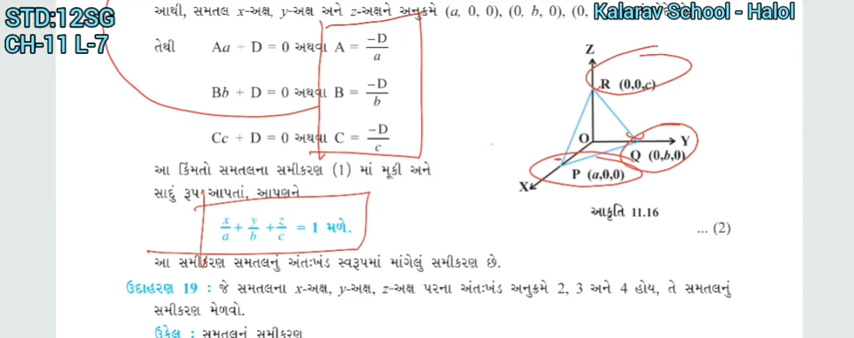 STD:12SG
CH-11 L-7
Kalarav School - Halol
આથી, સમતલ x-અક્ષ, y-અક્ષ અને z-અક્ષને અનુક્રમે (a, 0, 0), (0, b, 0), (0,
તેથી Aa + D = 0 અથવા A = −D/a
Bb + D = 0 અથવા B = −D/b
Cc + D = 0 અથવા C = −D/c
આ કિંમતો સમતલના સમીકરણ (1) માં મૂકી અને
સાદું રૂપ આપતાં, આપણને
x/a + y/b + z/c = 1 મળે.
... (2)
Z
R (0,0,c)
O
Y
Q (0,b,0)
P (a,0,0)
X
આકૃતિ 11.16
આ સમીકરણ સમતલનું અંતઃખંડ સ્વરૂપમાં માંગેલું સમીકરણ છે.
ઉદાહરણ 19 : જે સમતલના x-અક્ષ, y-અક્ષ, z-અક્ષ પરના અંતઃખંડ અનુક્રમે 2, 3 અને 4 હોય, તે સમતલનું
સમીકરણ મેળવો.
ઉકેલ : સમતલનું સમીકરણ